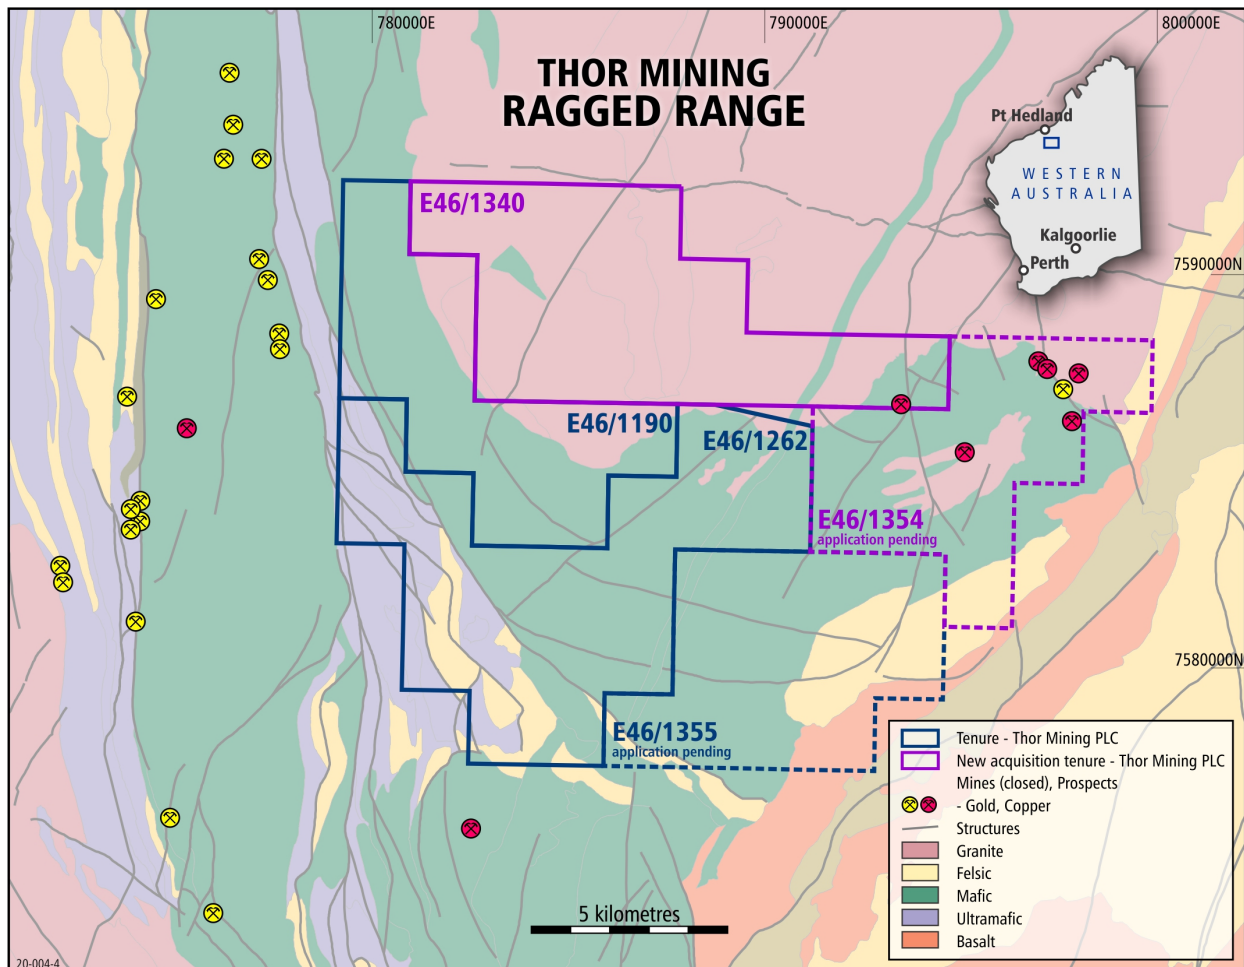 780000E
790000E
800000E
THOR MINING
RAGGED RANGE
Pt Hedland
WESTERN
AUSTRALIA
Kalgoorlie
Perth
7590000N
E46/1340
E46/1190
E46/1262
E46/1354
application pending
7580000N
E46/1355
application pending
Tenure - Thor Mining PLC
New acquisition tenure - Thor Mining PLC
Mines (closed), Prospects
- Gold, Copper
Structures
Granite
Felsic
Mafic
Ultramafic
Basalt
5 kilometres
20-004-4